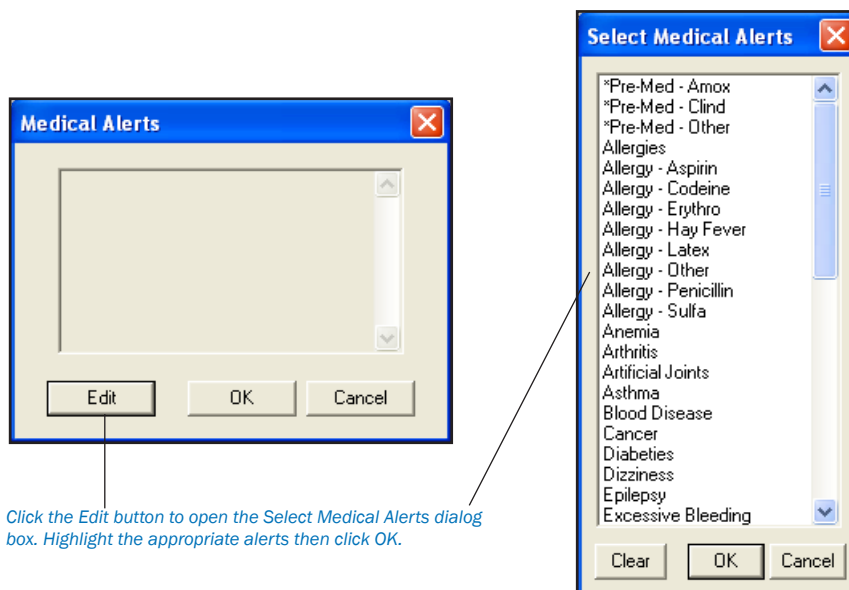 Medical Alerts
Edit
OK
Cancel
Click the Edit button to open the Select Medical Alerts dialog
box. Highlight the appropriate alerts then click OK.
Select Medical Alerts
*Pre-Med - Amox
*Pre-Med - Clind
*Pre-Med - Other
Allergies
Allergy - Aspirin
Allergy - Codeine
Allergy - Erythro
Allergy - Hay Fever
Allergy - Latex
Allergy - Other
Allergy - Penicillin
Allergy - Sulfa
Anemia
Arthritis
Artificial Joints
Asthma
Blood Disease
Cancer
Diabeties
Dizziness
Epilepsy
Excessive Bleeding
Clear
OK
Cancel